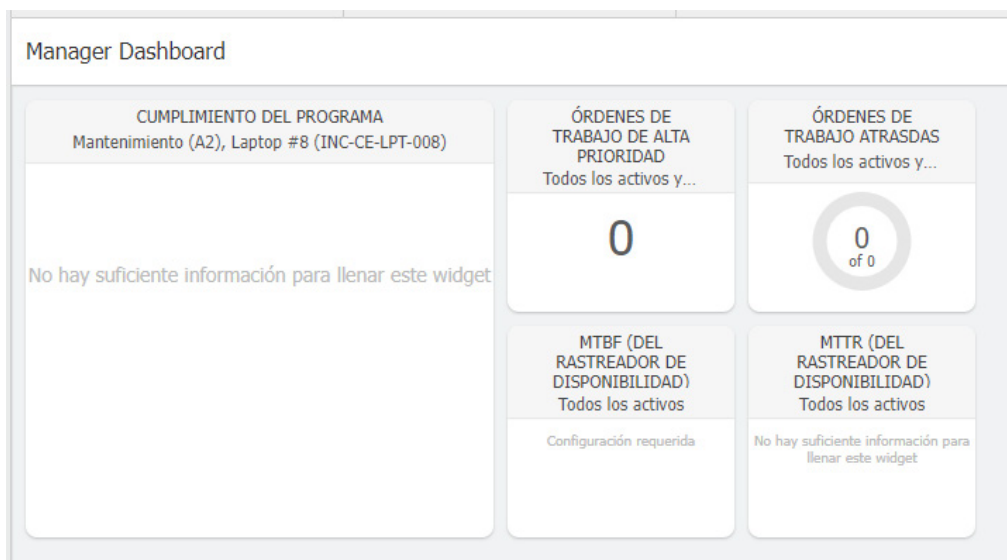 Manager Dashboard
CUMPLIMIENTO DEL PROGRAMA
Mantenimiento (A2), Laptop #8 (INC-CE-LPT-008)
No hay suficiente información para llenar este widget
ÓRDENES DE
TRABAJO DE ALTA
PRIORIDAD
Todos los activos y...
0
ÓRDENES DE
TRABAJO ATRASDAS
Todos los activos y...
0
of 0
MTBF (DEL
RASTREADOR DE
DISPONIBILIDAD)
Todos los activos
Configuración requerida
MTTR (DEL
RASTREADOR DE
DISPONIBILIDAD)
Todos los activos
No hay suficiente información para
llenar este widget